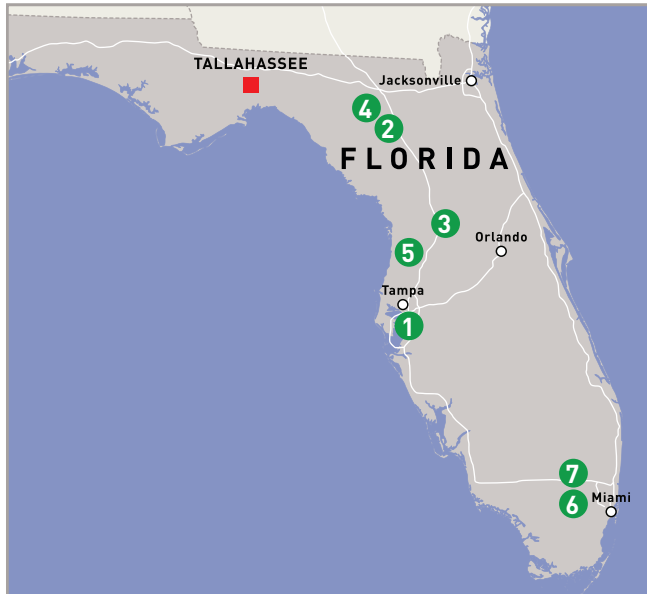 TALLAHASSEE
Jacksonville
4
2
FLORIDA
3
Orlando
5
Tampa
1
7
Miami
6